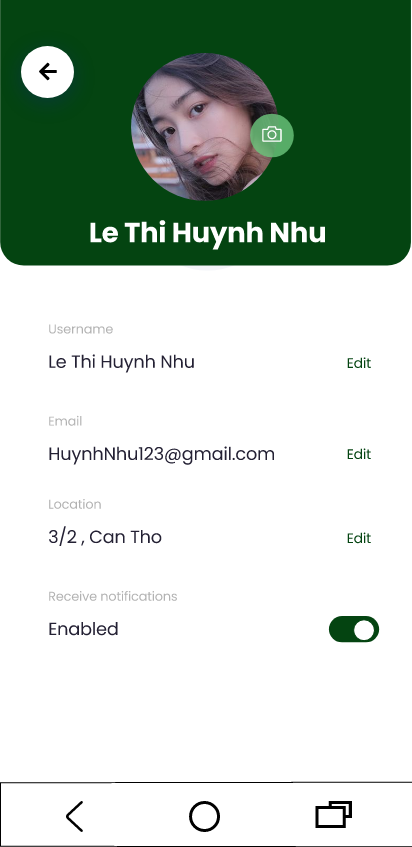 Le Thi Huynh Nhu
Username
Le Thi Huynh Nhu
Edit
Email
HuynhNhu123@gmail.com
Edit
Location
3/2 , Can Tho
Edit
Receive notifications
Enabled